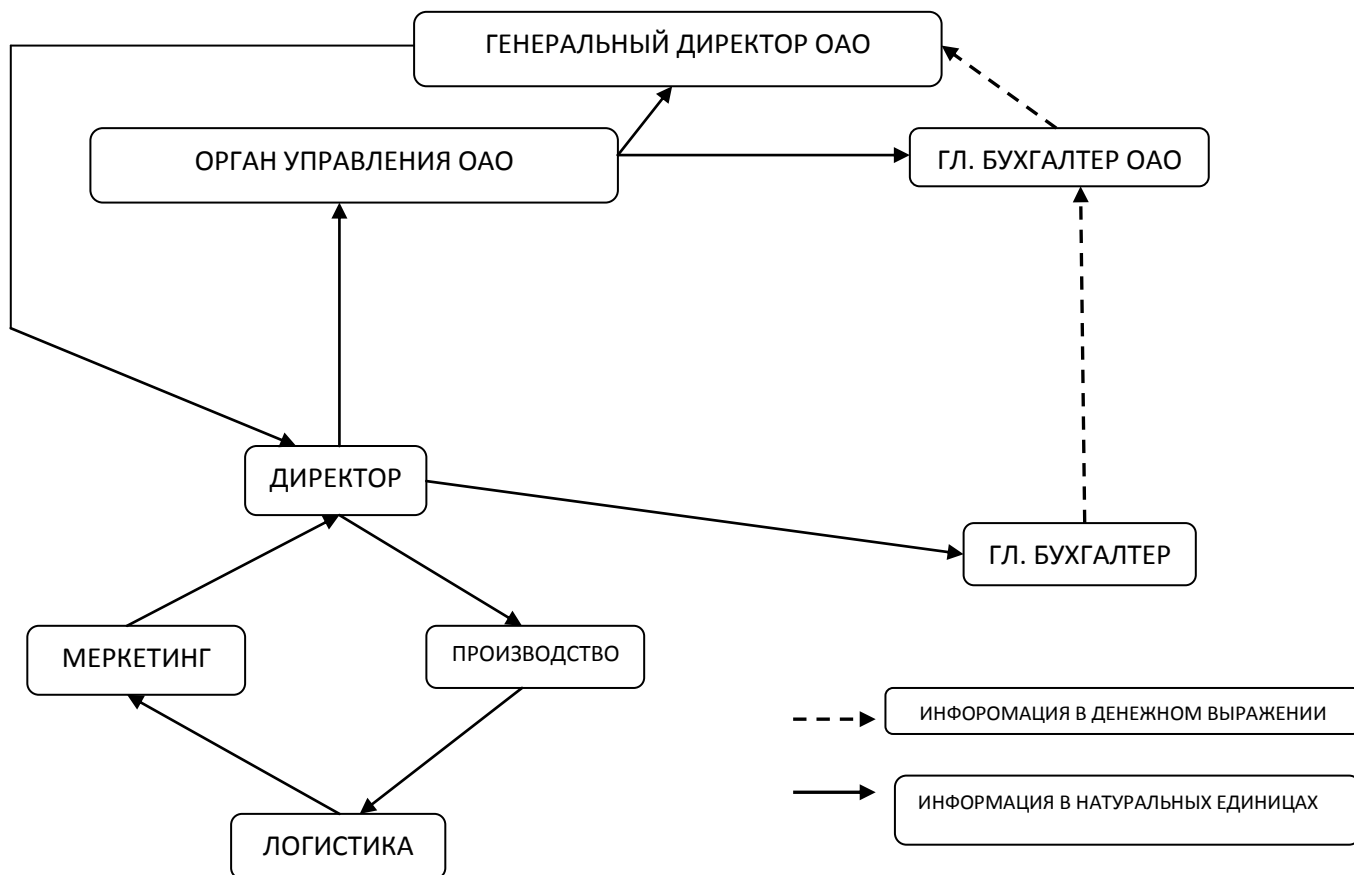 ГЕНЕРАЛЬНЫЙ ДИРЕКТОР ОАО
ОРГАН УПРАВЛЕНИЯ ОАО
ГЛ. БУХГАЛТЕР ОАО
ДИРЕКТОР
ГЛ. БУХГАЛТЕР
МЕРКЕТИНГ
ПРОИЗВОДСТВО
ИНФОРОМАЦИЯ В ДЕНЕЖНОМ ВЫРАЖЕНИИ
ИНФОРМАЦИЯ В НАТУРАЛЬНЫХ ЕДИНИЦАХ
ЛОГИСТИКА